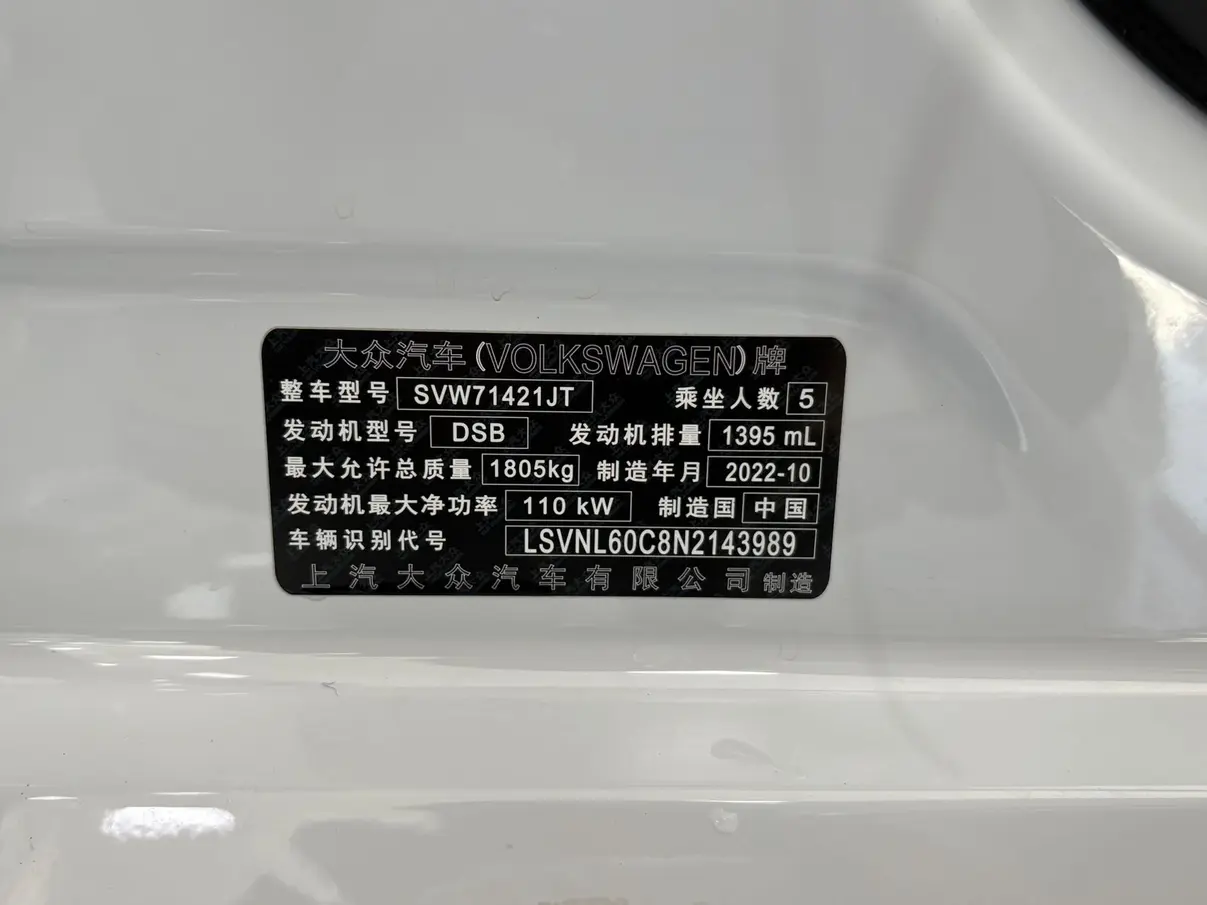 大众汽车(VOLKSWAGEN)牌
整车型号 SVW71421JT 乘坐人数 5
发动机型号 DSB 发动机排量 1395 mL
最大允许总质量 1805kg 制造年月 2022-10
发动机最大净功率 110 kW 制造国 中国
车辆识别代号 LSVNL60C8N2143989
上汽大众汽车有限公司 制造